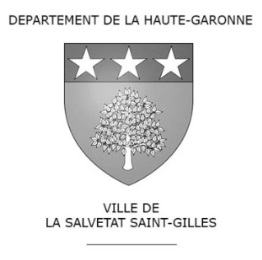 DEPARTEMENT DE LA HAUTE-GARONNE
VILLE DE
LA SALVETAT SAINT-GILLES